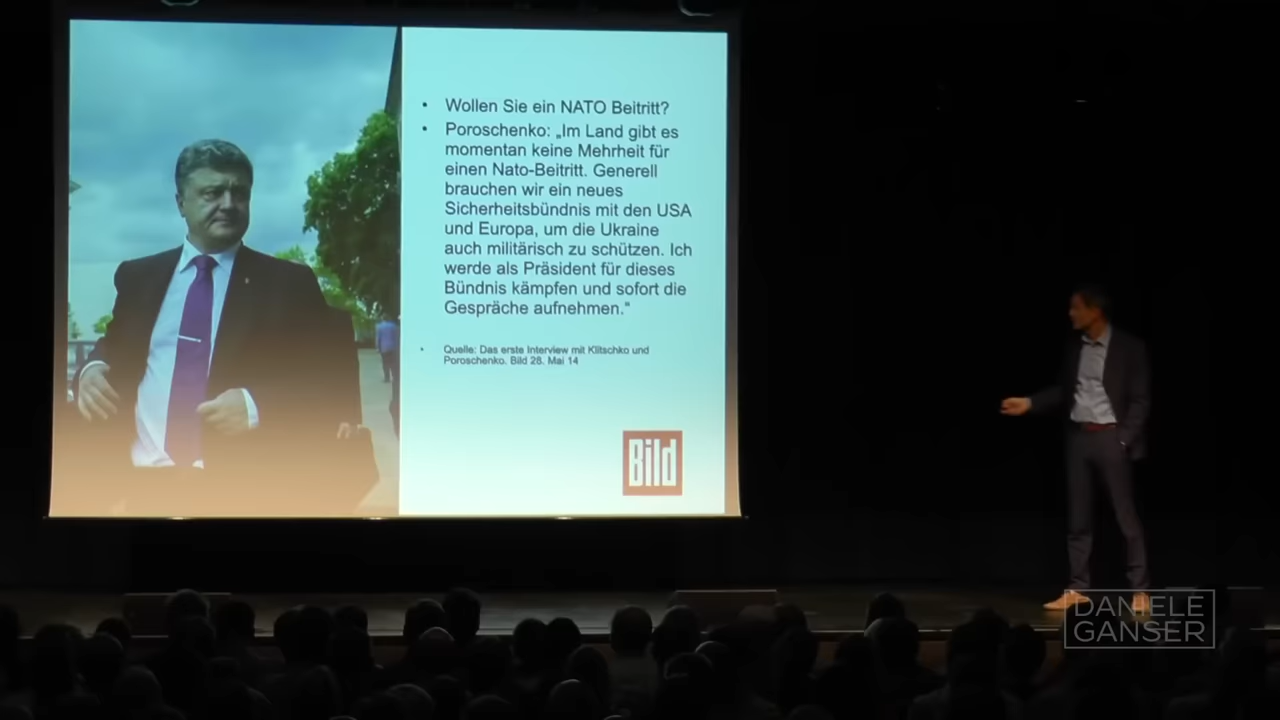 • Wollen Sie ein NATO Beitritt?
• Poroschenko: „Im Land gibt es
momentan keine Mehrheit für
einen Nato-Beitritt. Generell
brauchen wir ein neues
Sicherheitsbündnis mit den USA
und Europa, um die Ukraine
auch militärisch zu schützen. Ich
werde als Präsident für dieses
Bündnis kämpfen und sofort die
Gespräche aufnehmen."
• Quelle: Das erste Interview mit Klitschko und
Poroschenko. Bild 28. Mai 14
Bild
DANIELE
GANSER